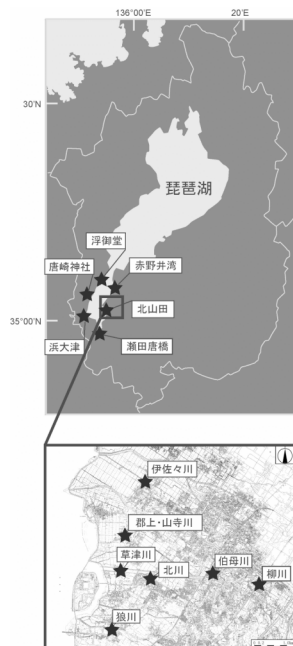 136°00'E
20'E
30'N
琵琶湖
浮御堂
唐崎神社
赤野井湾
北山田
35°00'N
浜大津
瀬田唐橋
伊佐々川
郡上・山寺川
草津川
北川
伯母川
柳川
狼川